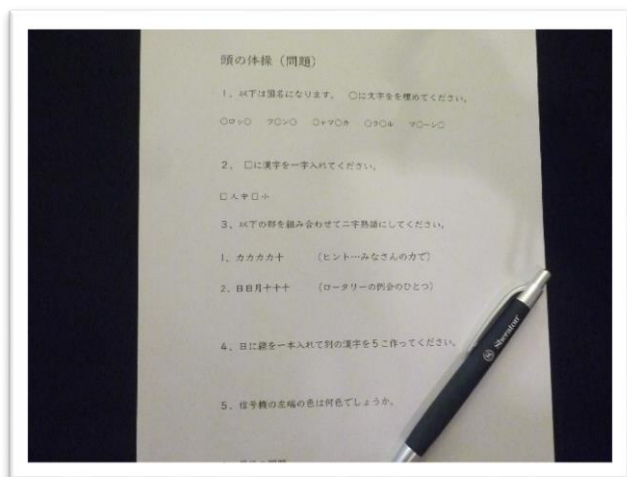 頭の体操（問題）
1、以下は国名になります。 ○に文字をを埋めてください。
○ロッ○ フ○ン○ ○ャマ○カ ○ラ○ル マ○ーシ○
2、□に漢字を一字入れてください。
3、以下の郡を組み合わせて二字熟語にしてください。
1、カカカカ十 （ヒント…みなさんの力で）
2、日日月十十十 （ロータリーの例会のひとつ）
4、日に線を一本入れて別の漢字を5こ作ってください。
5、信号機の左端の色は何色でしょうか。
Sheraton